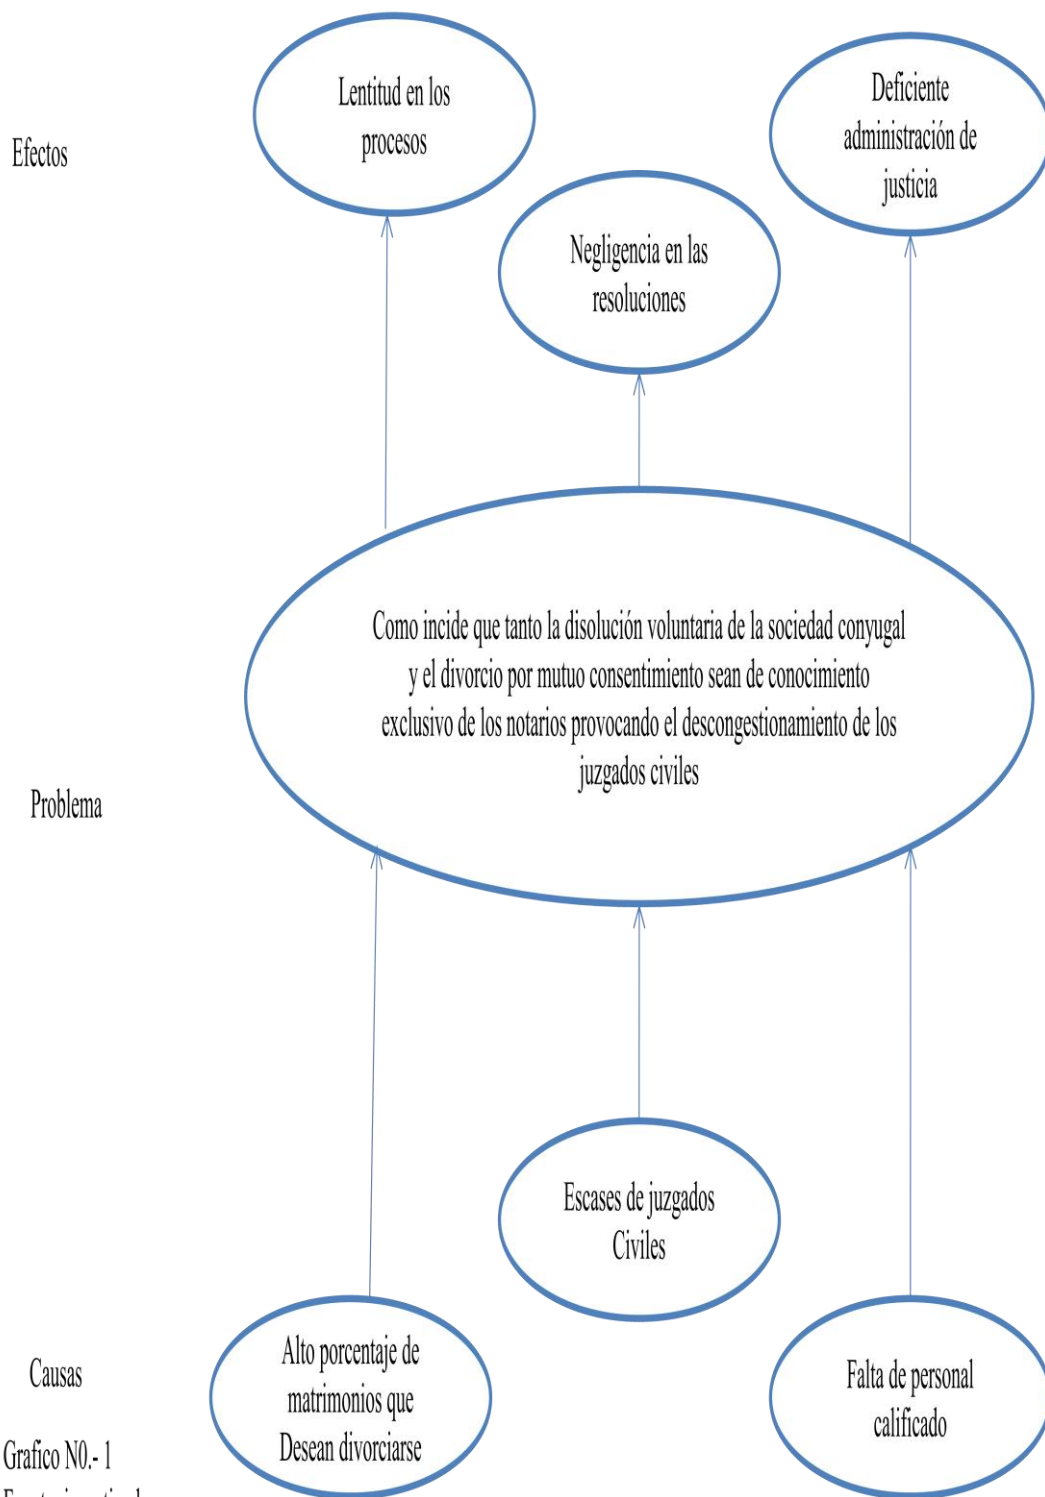 Lentitud en los
procesos
Deficiente
administración de
justicia
Efectos
Negligencia en las
resoluciones
Como incide que tanto la disolución voluntaria de la sociedad conyugal
y el divorcio por mutuo consentimiento sean de conocimiento
exclusivo de los notarios provocando el descongestionamiento de los
juzgados civiles
Problema
Escases de juzgados
Civiles
Alto porcentaje de
matrimonios que
Desean divorciarse
Falta de personal
calificado
Causas
Grafico N0.- 1